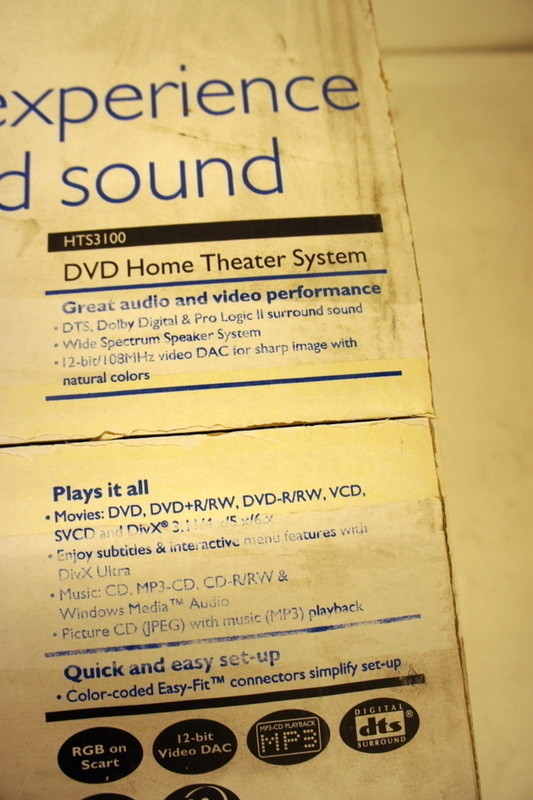 experience
d sound
HTS3100
DVD Home Theater System
Great audio and video performance
• DTS, Dolby Digital & Pro Logic II surround sound
• Wide Spectrum Speaker System
• 12-bit/108MHz video DAC for sharp image with
natural colors
Plays it all
• Movies: DVD, DVD+R/RW, DVD-R/RW, VCD,
SVCD and DivX® 3.11/4.x/5.x/6.x
• Enjoy subtitles & interactive menu features with
DivX Ultra
• Music: CD, MP3-CD, CD-R/RW &
Windows Media™ Audio
• Picture CD (JPEG) with music (MP3) playback
Quick and easy set-up
• Color-coded Easy-Fit™ connectors simplify set-up
RGB on
Scart
12-bit
Video DAC
MP3-CD PLAYBACK
MP3
DIGITAL
dts®
SURROUND